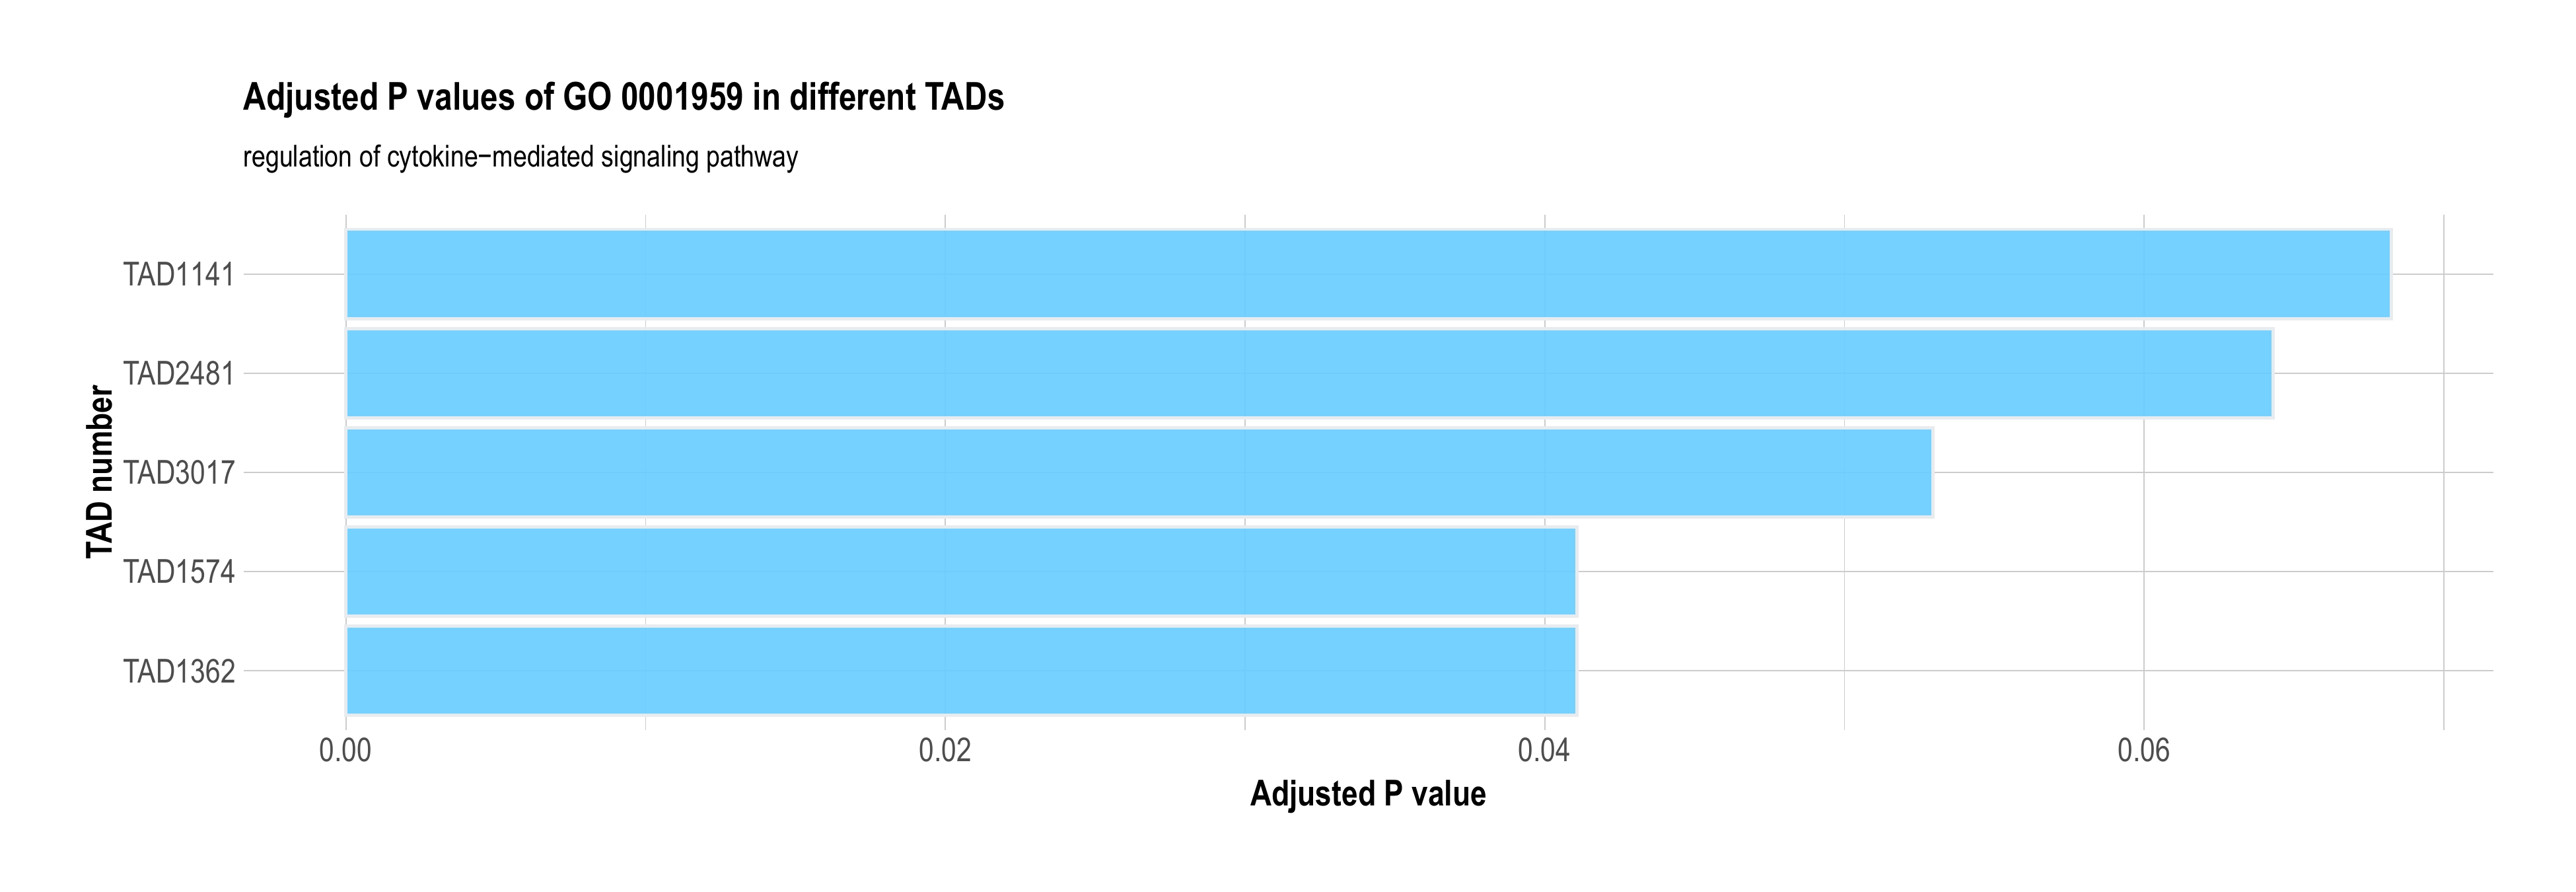 Adjusted P values of GO 0001959 in different TADs
regulation of cytokine−mediated signaling pathway
TAD number
TAD1141
TAD2481
TAD3017
TAD1574
TAD1362
0.00 0.02 0.04 0.06
Adjusted P value